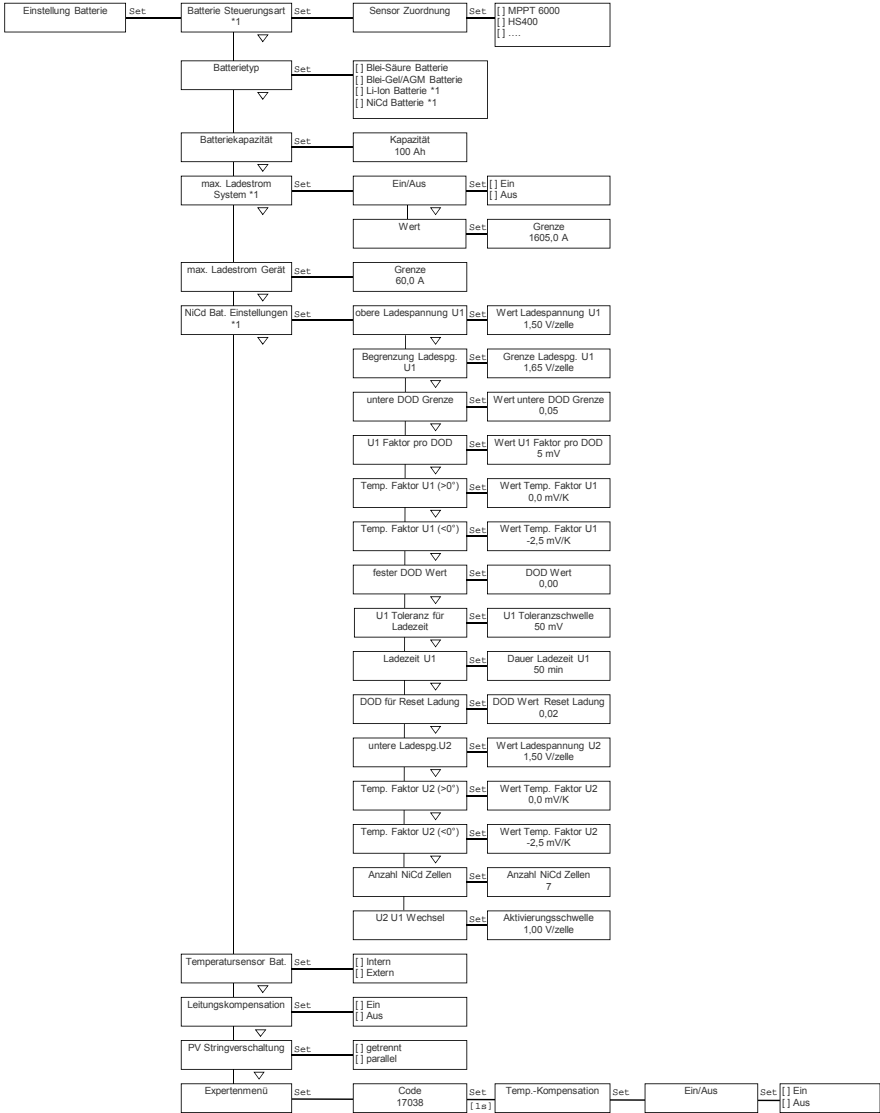 Einstellung Batterie Set Batterie Steuerungsart Set Sensor Zuordnung Set [ ] MPPT 6000
*1 [ ] HS400
[ ] ....
Batterietyp Set [ ] Blei-Säure Batterie
[ ] Blei-Gel/AGM Batterie
[ ] Li-Ion Batterie *1
[ ] NiCd Batterie *1
Batteriekapazität Set Kapazität
100 Ah
max. Ladestrom Set Ein/Aus Set [ ] Ein
System *1 [ ] Aus
Wert Set Grenze
1605,0 A
max. Ladestrom Gerät Set Grenze
60,0 A
NiCd Bat. Einstellungen Set obere Ladespannung U1 Set Wert Ladespannung U1
*1 1,50 V/zelle
Begrenzung Ladespg. Set Grenze Ladespg. U1
U1 1,65 V/zelle
untere DOD Grenze Set Wert untere DOD Grenze
0,05
U1 Faktor pro DOD Set Wert U1 Faktor pro DOD
5 mV
Temp. Faktor U1 (>0°) Set Wert Temp. Faktor U1
0,0 mV/K
Temp. Faktor U1 (<0°) Set Wert Temp. Faktor U1
-2,5 mV/K
fester DOD Wert Set DOD Wert
0,00
U1 Toleranz für Set U1 Toleranzschwelle
Ladezeit 50 mV
Ladezeit U1 Set Dauer Ladezeit U1
50 min
DOD für Reset Ladung Set DOD Wert Reset Ladung
0,02
untere Ladespg.U2 Set Wert Ladespannung U2
1,50 V/zelle
Temp. Faktor U2 (>0°) Set Wert Temp. Faktor U2
0,0 mV/K
Temp. Faktor U2 (<0°) Set Wert Temp. Faktor U2
-2,5 mV/K
Anzahl NiCd Zellen Set Anzahl NiCd Zellen
7
U2 U1 Wechsel Set Aktivierungsschwelle
1,00 V/zelle
Temperatursensor Bat. Set [ ] Intern
[ ] Extern
Leitungskompensation Set [ ] Ein
[ ] Aus
PV Stringverschaltung Set [ ] getrennt
[ ] parallel
Expertenmenü Set Code Set Temp.-Kompensation Set Ein/Aus Set [ ] Ein
17038 [1s] [ ] Aus